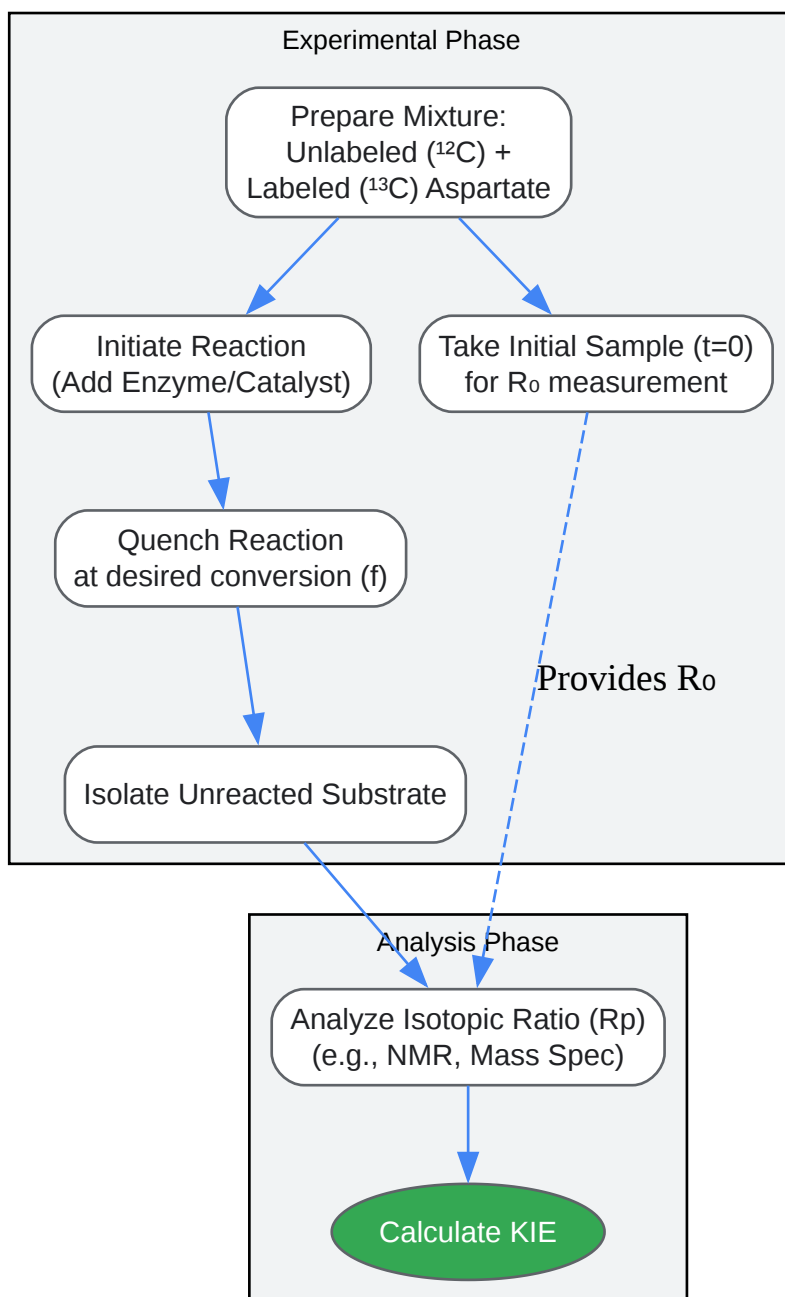 Experimental Phase
Prepare Mixture:
Unlabeled (¹²C) +
Labeled (¹³C) Aspartate
Initiate Reaction
(Add Enzyme/Catalyst)
Take Initial Sample (t=0)
for R₀ measurement
Quench Reaction
at desired conversion (f)
Provides R₀
Isolate Unreacted Substrate
Analysis Phase
Analyze Isotopic Ratio (Rp)
(e.g., NMR, Mass Spec)
Calculate KIE